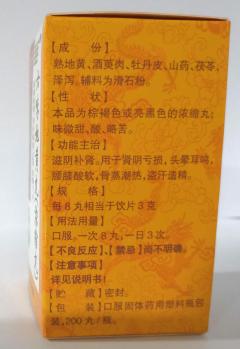 【成 份】
熟地黄、酒萸肉、牡丹皮、山药、茯苓、
泽泻。辅料为滑石粉。
【性 状】
本品为棕褐色或亮黑色的浓缩丸；
味微甜、酸、略苦。
【功能主治】
滋阴补肾。用于肾阴亏损，头晕耳鸣，
腰膝酸软，骨蒸潮热，盗汗遗精。
【规 格】
每8丸相当于饮片3克
【用法用量】
口服。一次8丸，一日3次。
【不良反应】、【禁忌】尚不明确。
【注意事项】
详见说明书！
【贮 藏】密封。
【包 装】口服固体药用塑料瓶包
装，200丸/瓶。